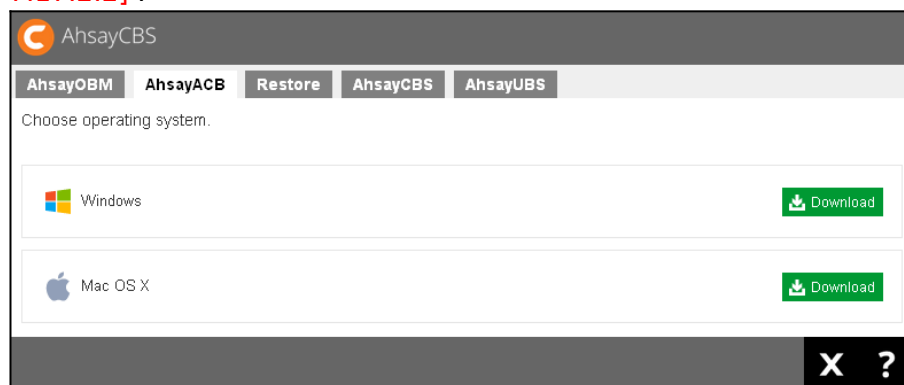 AhsayCBS
AhsayOBM AhsayACB Restore AhsayCBS AhsayUBS
Choose operating system.
Windows Download
Mac OS X Download
X ?